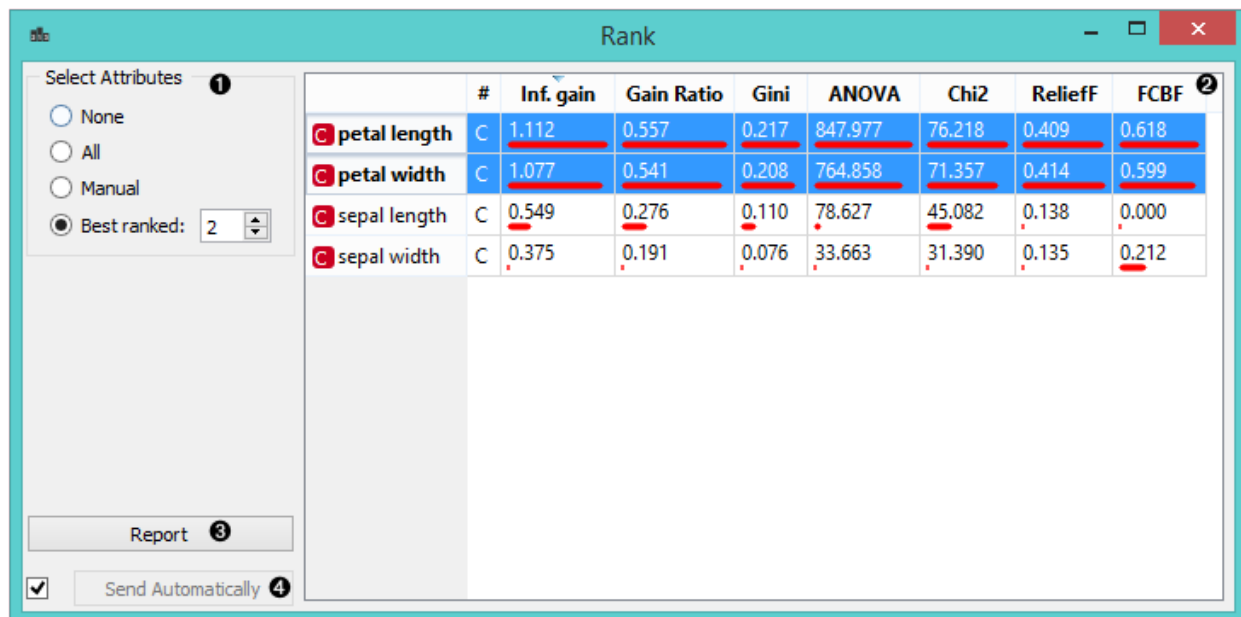 Rank
Select Attributes ❶
None
All
Manual
Best ranked: 2
Report ❸
Send Automatically ❹
# Inf. gain Gain Ratio Gini ANOVA Chi2 ReliefF FCBF ❷
C petal length C 1.112 0.557 0.217 847.977 76.218 0.409 0.618
C petal width C 1.077 0.541 0.208 764.858 71.357 0.414 0.599
C sepal length C 0.549 0.276 0.110 78.627 45.082 0.138 0.000
C sepal width C 0.375 0.191 0.076 33.663 31.390 0.135 0.212